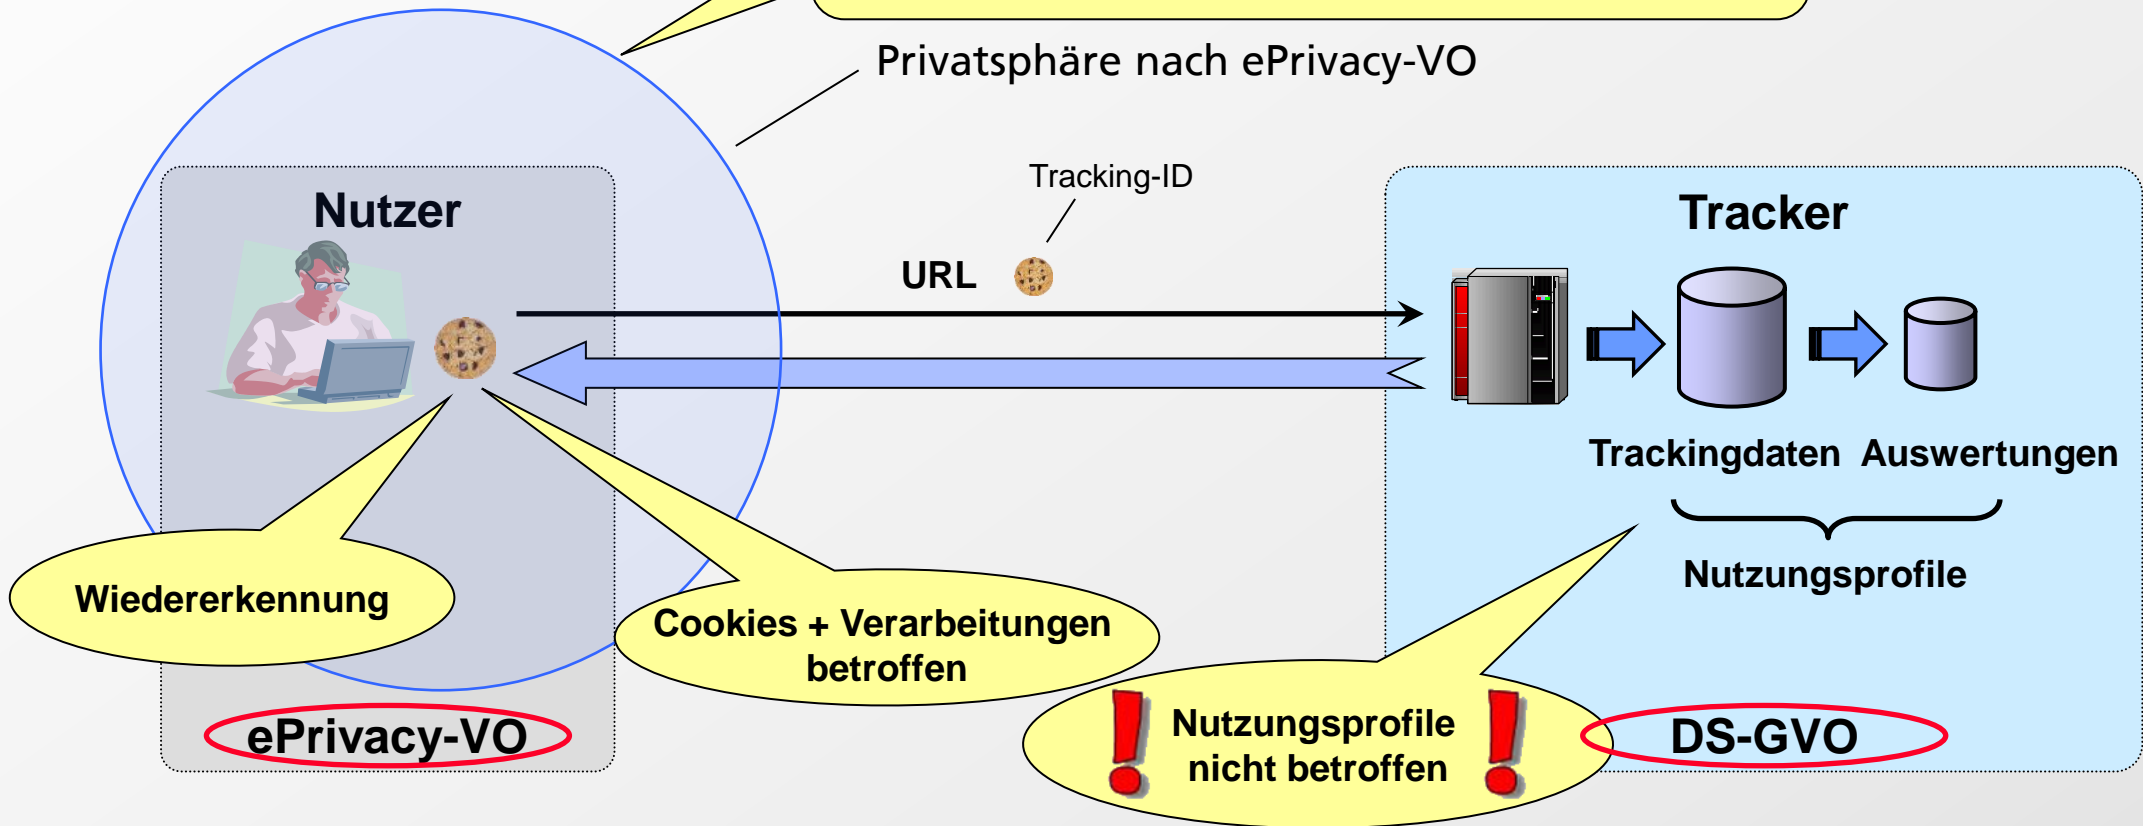 Privatsphäre nach ePrivacy-VO
Tracking-ID
Nutzer
Tracker
URL
Trackingdaten Auswertungen
Nutzungsprofile
Wiedererkennung
Cookies + Verarbeitungen
betroffen
Nutzungsprofile
nicht betroffen
ePrivacy-VO
DS-GVO